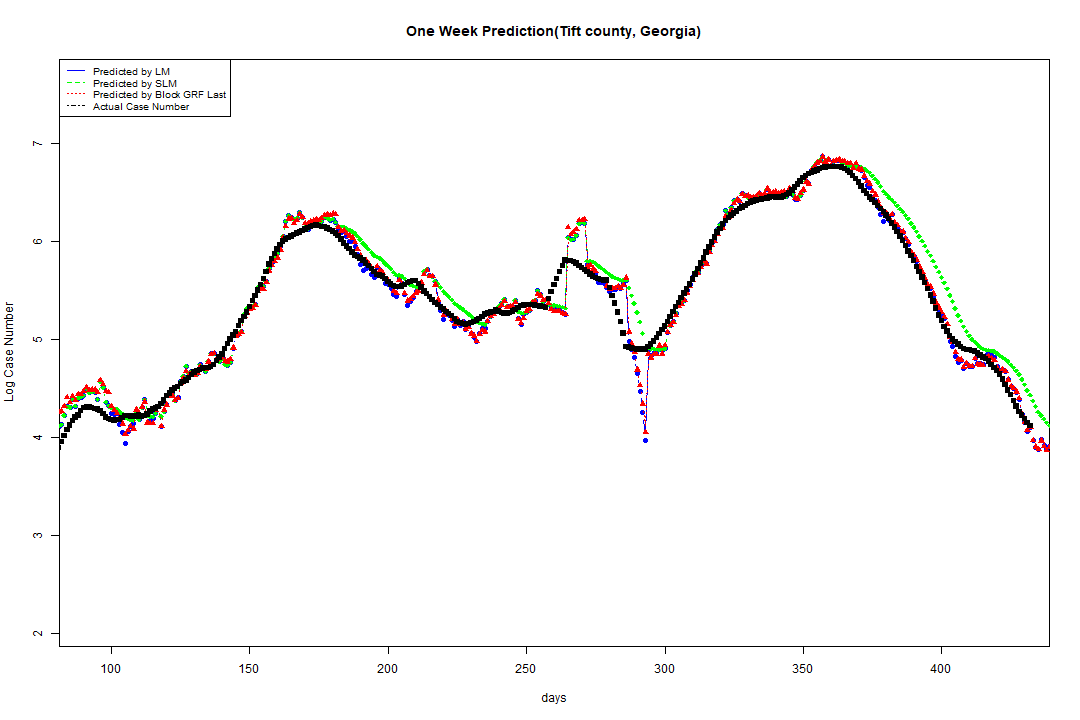 One Week Prediction(Tift county, Georgia)
Predicted by LM
Predicted by SLM
Predicted by Block GRF Last
Actual Case Number
7
6
5
4
3
2
Log Case Number
100 150 200 250 300 350 400
days